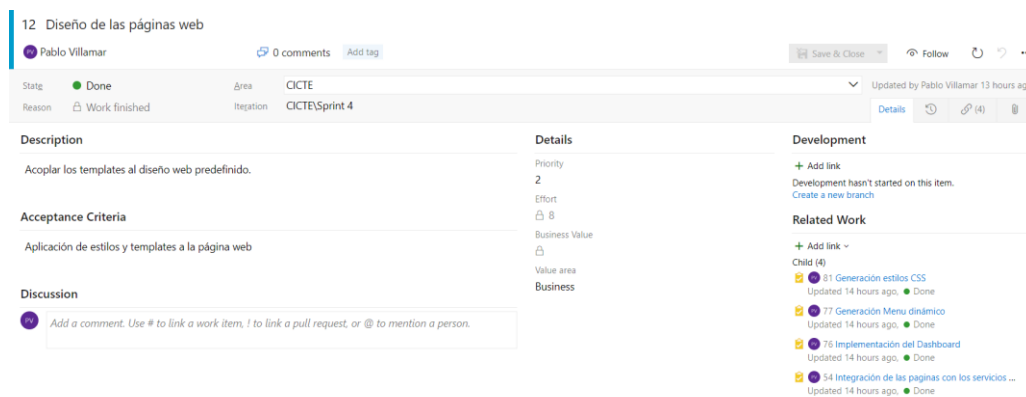 12 Diseño de las páginas web
PV Pablo Villamar
0 comments
Add tag
Save & Close
Follow
State
Done
Area
CICTE
Updated by Pablo Villamar 13 hours ag
Reason
Work finished
Iteration
CICTE\Sprint 4
Details
(4)
Description
Acoplar los templates al diseño web predefinido.
Acceptance Criteria
Aplicación de estilos y templates a la página web
Discussion
PV
Add a comment. Use # to link a work item, ! to link a pull request, or @ to mention a person.
Details
Priority
2
Effort
8
Business Value
Value area
Business
Development
+ Add link
Development hasn't started on this item.
Create a new branch
Related Work
+ Add link
Child (4)
PV 81 Generación estilos CSS
Updated 14 hours ago, Done
PV 77 Generación Menu dinámico
Updated 14 hours ago, Done
PV 76 Implementación del Dashboard
Updated 14 hours ago, Done
PV 54 Integración de las paginas con los servicios ...
Updated 14 hours ago, Done